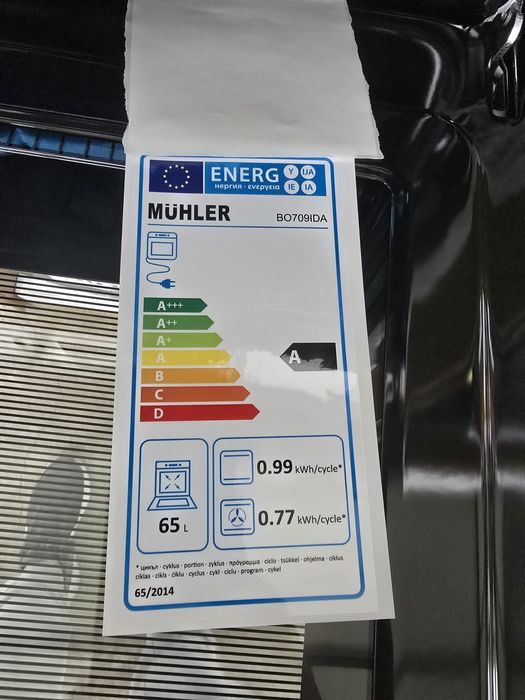 ENERG Y UA
нергия · ενεργεια IE IA
MÜHLER BO709IDA
A+++
A++
A+
A A
B
C
D
0.99 kWh/cycle*
65 L 0.77 kWh/cycle*
* цикъл · cyklus · portion · zyklus · πρόγραμμα · ciclo · tsükkel · ohjelma · ciklus
ciklas · cikls · ċiklu · cyclus · cykl · ciclu · program · cykel
65/2014